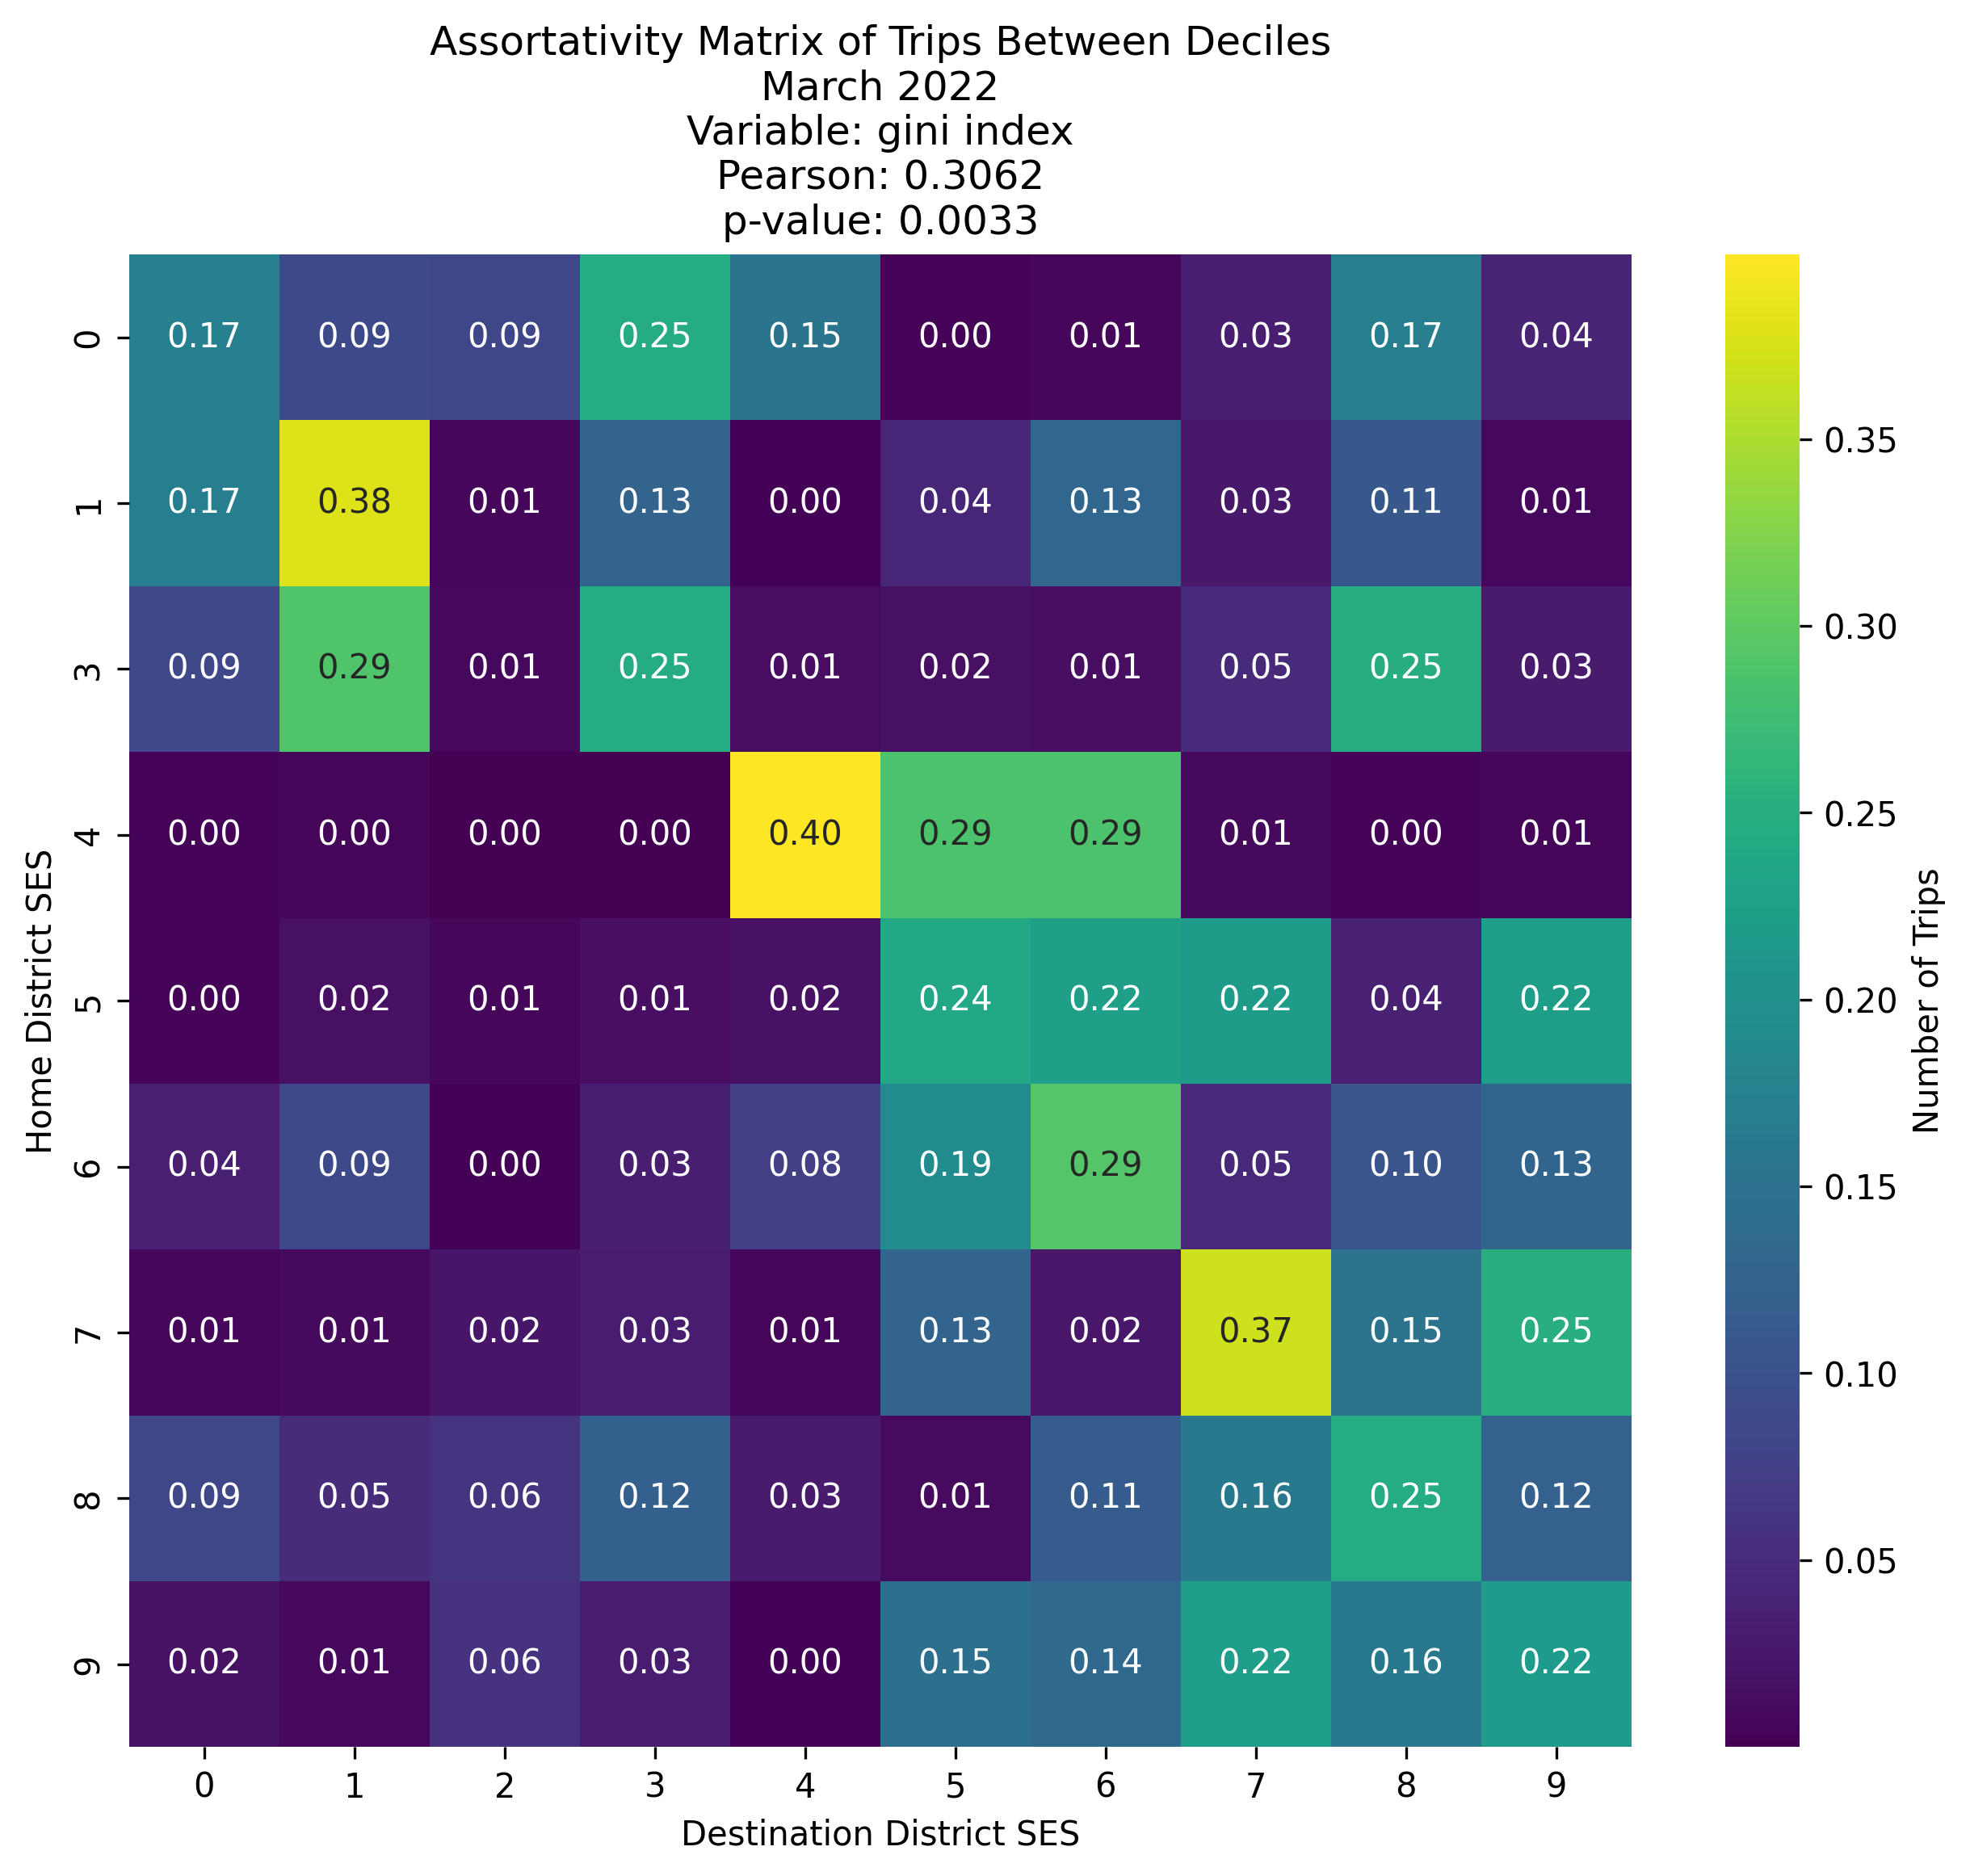 Assortativity Matrix of Trips Between Deciles
March 2022
Variable: gini index
Pearson: 0.3062
p-value: 0.0033
Home District SES
0 0.17 0.09 0.09 0.25 0.15 0.00 0.01 0.03 0.17 0.04
1 0.17 0.38 0.01 0.13 0.00 0.04 0.13 0.03 0.11 0.01
3 0.09 0.29 0.01 0.25 0.01 0.02 0.01 0.05 0.25 0.03
4 0.00 0.00 0.00 0.00 0.40 0.29 0.29 0.01 0.00 0.01
5 0.00 0.02 0.01 0.01 0.02 0.24 0.22 0.22 0.04 0.22
6 0.04 0.09 0.00 0.03 0.08 0.19 0.29 0.05 0.10 0.13
7 0.01 0.01 0.02 0.03 0.01 0.13 0.02 0.37 0.15 0.25
8 0.09 0.05 0.06 0.12 0.03 0.01 0.11 0.16 0.25 0.12
9 0.02 0.01 0.06 0.03 0.00 0.15 0.14 0.22 0.16 0.22
0 1 2 3 4 5 6 7 8 9
Destination District SES
0.35
0.30
0.25
0.20
0.15
0.10
0.05
Number of Trips